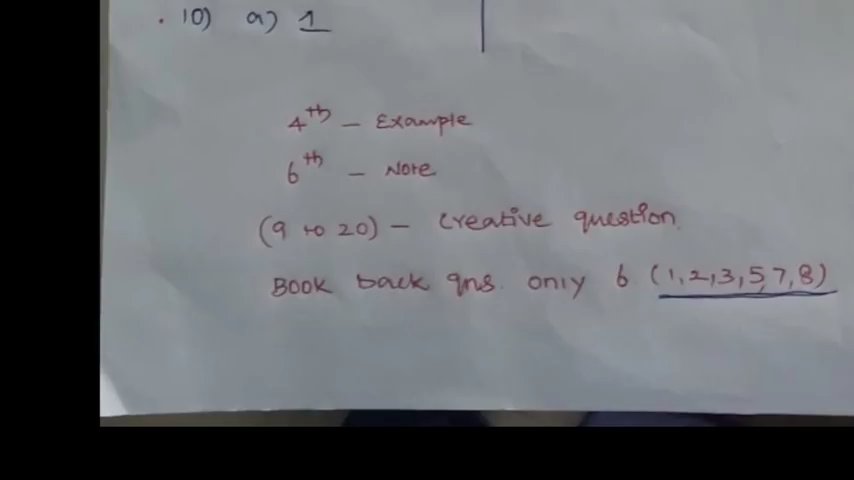 . 10) a) 1
4th - Example
6th - Note
(9 to 20) - Creative question.
BOOK back qns. only 6 (1,2,3,5,7,8)